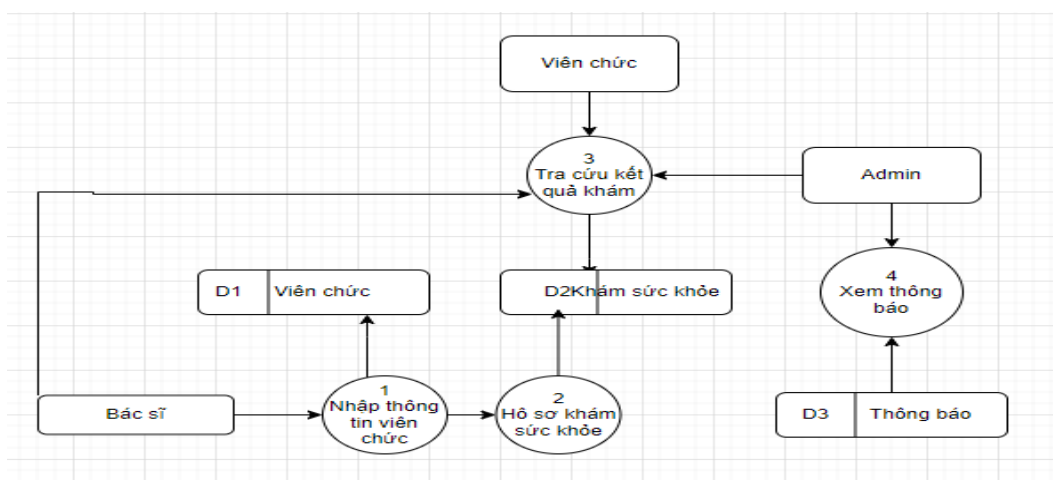 Viên chức
3
Tra cứu kết
quả khám
Admin
D1 Viên chức
D2Khám sức khỏe
4
Xem thông
báo
Bác sĩ
1
Nhập thông
tin viên
chức
2
Hồ sơ khám
sức khỏe
D3 Thông báo